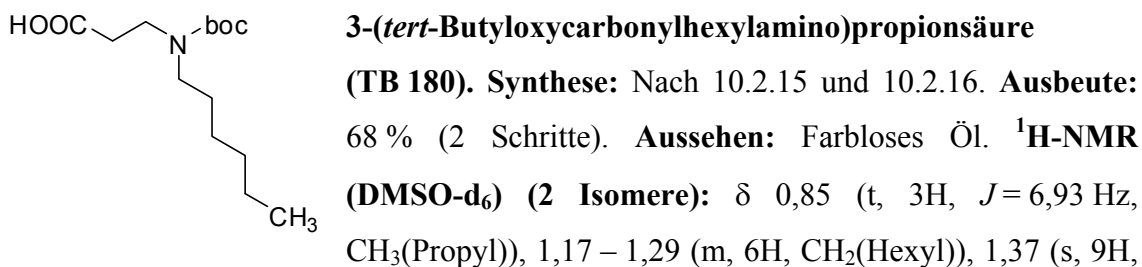 HOOC
N
boc
CH₃
3-(tert-Butyloxycarbonylhexylamino)propionsäure
(TB 180). Synthese: Nach 10.2.15 und 10.2.16. Ausbeute:
68 % (2 Schritte). Aussehen: Farbloses Öl. ¹H-NMR
(DMSO-d₆) (2 Isomere): δ 0,85 (t, 3H, J = 6,93 Hz,
CH₃(Propyl)), 1,17 – 1,29 (m, 6H, CH₂(Hexyl)), 1,37 (s, 9H,